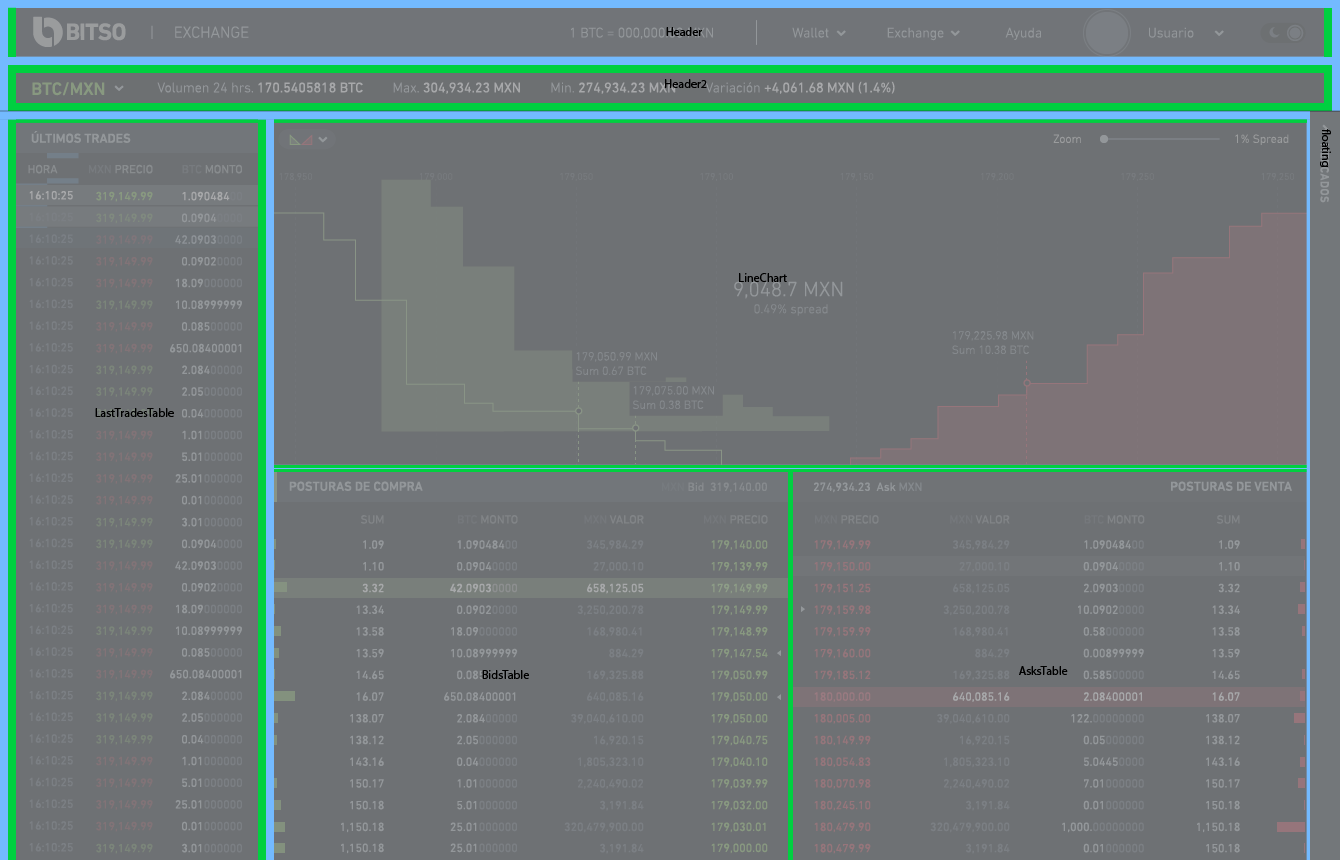 BITSO | EXCHANGE
1 BTC = 000,000
Header
Wallet
Exchange
Ayuda
Usuario
BTC/MXN
Volumen 24 hrs. 170.5405818 BTC
Max. 304,934.23 MXN
Min. 274,934.23 MXN
Header2
Variación +4,061.68 MXN (1.4%)
ÚLTIMOS TRADES
HORA MXN PRECIO BTC MONTO
16:10:25 319,149.99 1.090484
319,149.99 0.0904
16:10:25 319,149.99 42.09030000
16:10:25 319,149.99 0.09020000
16:10:25 319,149.99 18.09000000
16:10:25 319,149.99 10.08999999
16:10:25 319,149.99 0.08500000
16:10:25 319,149.99 650.08400001
16:10:25 319,149.99 2.08400000
16:10:25 319,149.99 2.05000000
16:10:25 LastTradesTable 0.04000000
16:10:25 319,149.99 1.01000000
16:10:25 319,149.99 5.01000000
16:10:25 319,149.99 25.01000000
16:10:25 319,149.99 0.01000000
16:10:25 319,149.99 3.01000000
16:10:25 319,149.99 0.09040000
16:10:25 319,149.99 42.09030000
16:10:25 319,149.99 0.09020000
16:10:25 319,149.99 18.09000000
16:10:25 319,149.99 10.08999999
16:10:25 319,149.99 0.08500000
16:10:25 319,149.99 650.08400001
16:10:25 319,149.99 2.08400000
16:10:25 319,149.99 2.05000000
16:10:25 319,149.99 0.04000000
16:10:25 319,149.99 1.01000000
16:10:25 319,149.99 5.01000000
16:10:25 319,149.99 25.01000000
16:10:25 319,149.99 0.01000000
16:10:25 319,149.99 3.01000000
Zoom
1% Spread
179,000
179,050
179,100
179,150
179,200
179,250
LineChart
9,048.7 MXN
0.49% spread
179,050.99 MXN
Sum 0.67 BTC
179,075.00 MXN
Sum 0.38 BTC
179,225.98 MXN
Sum 10.38 BTC
floating
CADOS
POSTURAS DE COMPRA
Bid 319,140.00
SUM BTC MONTO MXN VALOR MXN PRECIO
1.09 1.09048400 345,984.29 179,140.00
1.10 0.09040000 27,000.10 179,139.99
3.32 42.09030000 658,125.05 179,149.99
13.34 0.09020000 3,250,200.78 179,149.99
13.58 18.09000000 168,980.41 179,148.99
13.59 10.08999999 884.29 179,147.54
14.65 0.08 BidsTable 169,325.88 179,050.99
16.07 650.08400001 640,085.16 179,050.00
138.07 2.08400000 39,040,610.00 179,050.00
138.12 2.05000000 16,920.15 179,040.75
143.16 0.04000000 1,805,323.10 179,040.10
150.17 1.01000000 2,240,490.02 179,039.99
150.18 5.01000000 3,191.84 179,032.00
1,150.18 25.01000000 320,479,900.00 179,030.01
1,150.18 25.01000000 3,191.84 179,000.00
274,934.23 Ask MXN
POSTURAS DE VENTA
MXN PRECIO MXN VALOR BTC MONTO SUM
179,149.99 345,984.29 1.09048400 1.09
179,150.00 27,000.10 0.09040000 1.10
179,151.25 658,125.05 2.09030000 3.32
179,159.98 3,250,200.78 10.09020000 13.34
179,159.99 168,980.41 0.58000000 13.58
179,160.00 884.29 0.00899999 13.59
179,185.12 169,325.88 AsksTable 0.58500000 14.65
180,000.00 640,085.16 2.08400001 16.07
180,005.00 39,040,610.00 122.00000000 138.07
180,149.99 16,920.15 0.05000000 138.12
180,054.83 1,805,323.10 5.04450000 143.16
180,070.98 2,240,490.02 7.01000000 150.17
180,245.10 3,191.84 0.01000000 150.18
180,479.90 320,479,900.00 1,000.00000000 1,150.18
180,149.99 3,191.84 0.01000000 150.18